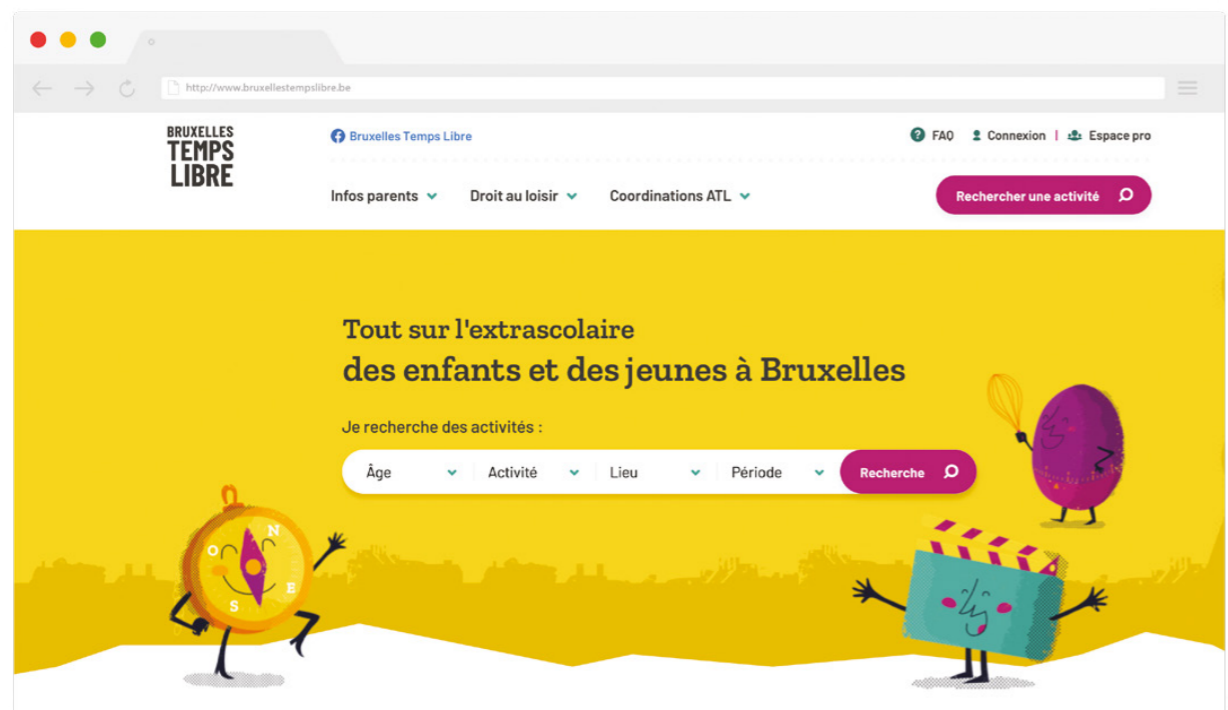 http://www.bruxellestempslibre.be
BRUXELLES
TEMPS
LIBRE
Bruxelles Temps Libre
? FAQ Connexion | Espace pro
Infos parents Droit au loisir Coordinations ATL Rechercher une activité
Tout sur l'extrascolaire
des enfants et des jeunes à Bruxelles
Je recherche des activités :
Âge Activité Lieu Période Recherche
N
O
E
S